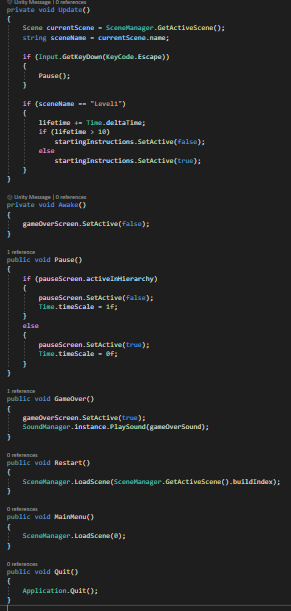 Unity Message | 0 references
private void Update()
{
Scene currentScene = SceneManager.GetActiveScene();
string sceneName = currentScene.name;
if (Input.GetKeyDown(KeyCode.Escape))
{
Pause();
}
if (sceneName == "Level1")
{
lifetime += Time.deltaTime;
if (lifetime > 10)
startingInstructions.SetActive(false);
else
startingInstructions.SetActive(true);
}
}
Unity Message | 0 references
private void Awake()
{
gameOverScreen.SetActive(false);
}
1 reference
public void Pause()
{
if (pauseScreen.activeInHierarchy)
{
pauseScreen.SetActive(false);
Time.timeScale = 1f;
}
else
{
pauseScreen.SetActive(true);
Time.timeScale = 0f;
}
}
1 reference
public void GameOver()
{
gameOverScreen.SetActive(true);
SoundManager.instance.PlaySound(gameOverSound);
}
0 references
public void Restart()
{
SceneManager.LoadScene(SceneManager.GetActiveScene().buildIndex);
}
0 references
public void MainMenu()
{
SceneManager.LoadScene(0);
}
0 references
public void Quit()
{
Application.Quit();
}